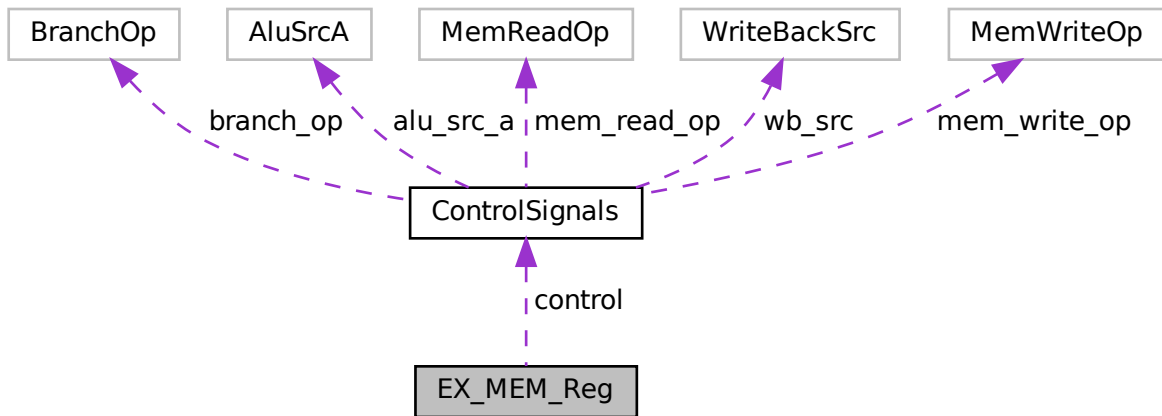 BranchOp
AluSrcA
MemReadOp
WriteBackSrc
MemWriteOp
branch_op
alu_src_a
mem_read_op
wb_src
mem_write_op
ControlSignals
control
EX_MEM_Reg